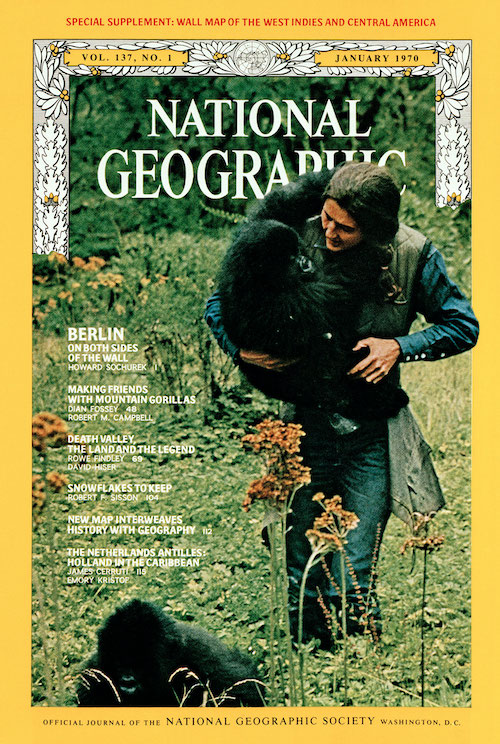 SPECIAL SUPPLEMENT: WALL MAP OF THE WEST INDIES AND CENTRAL AMERICA
VOL. 137, NO. 1
JANUARY 1970
NATIONAL
GEOGRAPHIC
BERLIN
ON BOTH SIDES
OF THE WALL
HOWARD SOCHUREK 1
MAKING FRIENDS
WITH MOUNTAIN GORILLAS
DIAN FOSSEY 48
ROBERT M. CAMPBELL
DEATH VALLEY,
THE LAND AND THE LEGEND
ROWE FINDLEY 69
DAVID HISER
SNOWFLAKES TO KEEP
ROBERT F. SISSON 104
NEW MAP INTERWEAVES
HISTORY WITH GEOGRAPHY 112
THE NETHERLANDS ANTILLES:
HOLLAND IN THE CARIBBEAN
JAMES CERRUTI 115
EMORY KRISTOF
OFFICIAL JOURNAL OF THE NATIONAL GEOGRAPHIC SOCIETY WASHINGTON, D.C.